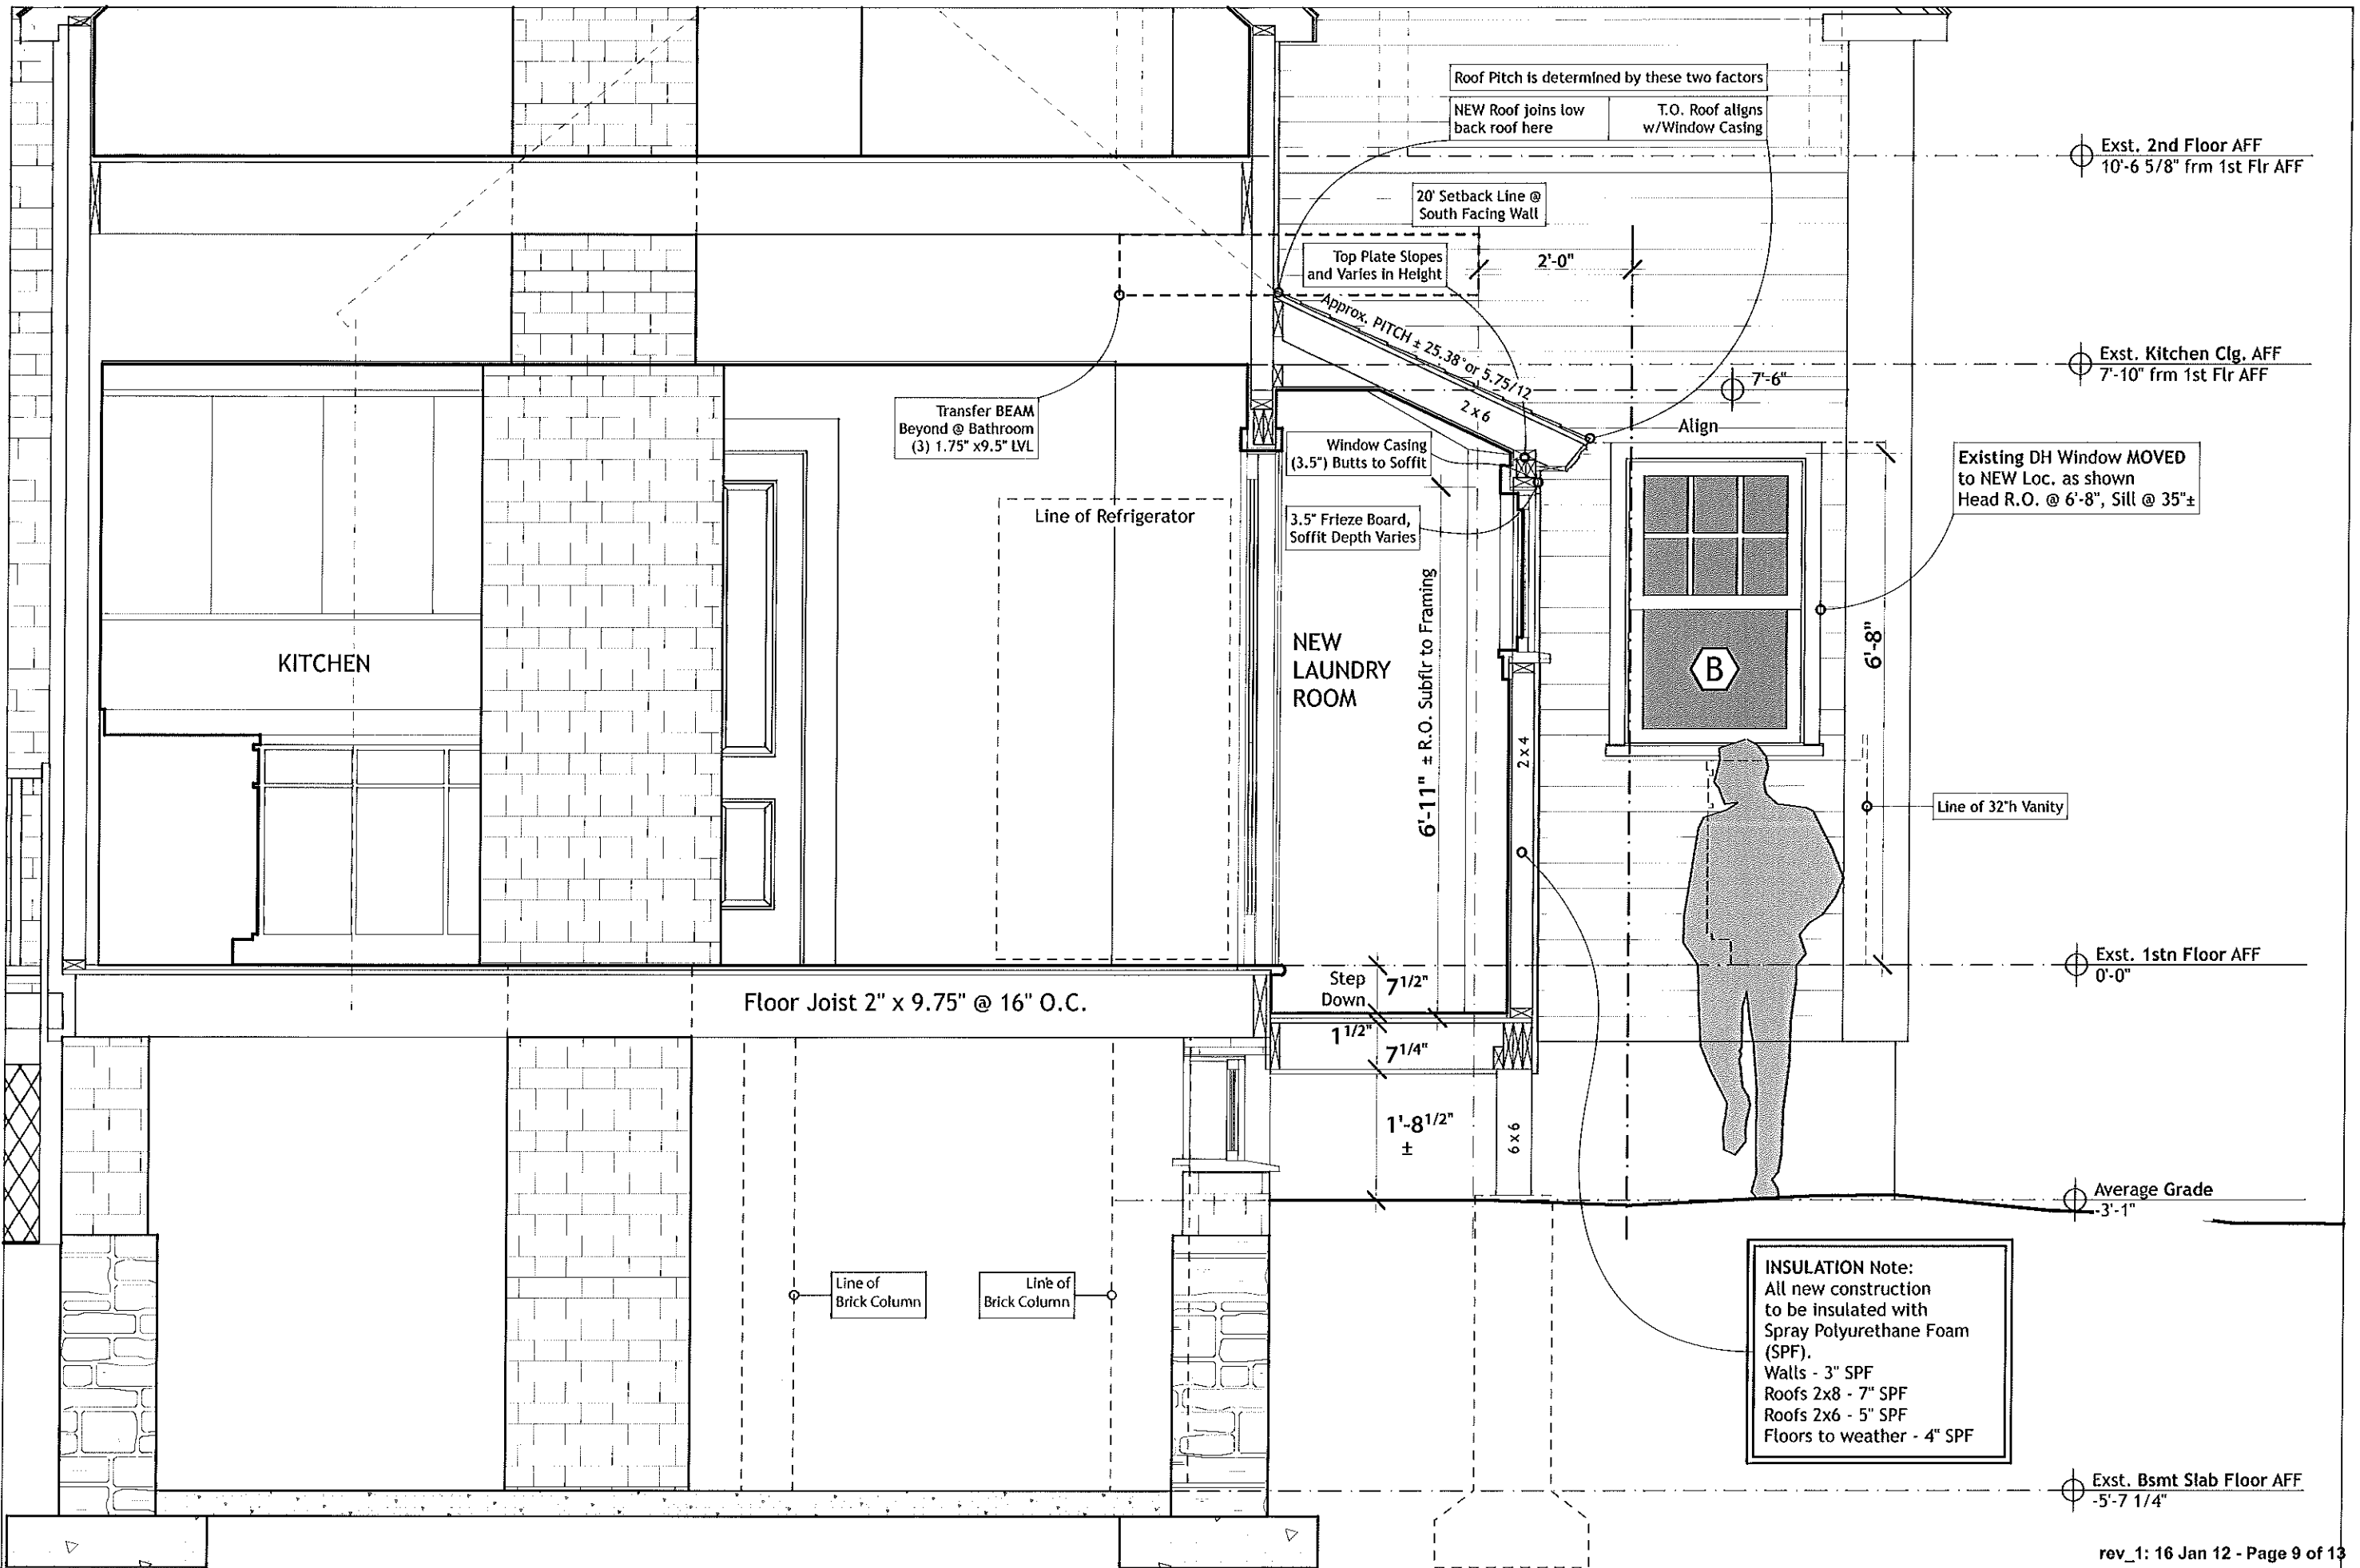 Roof Pitch is determined by these two factors
NEW Roof joins low
back roof here
T.O. Roof aligns
w/Window Casing
Exst. 2nd Floor AFF
10'-6 5/8" frm 1st Flr AFF
20' Setback Line @
South Facing Wall
Top Plate Slopes
and Varies in Height
2'-0"
Approx. PITCH ± 25.38° or 5.75/12
2 x 6
Exst. Kitchen Clg. AFF
7'-10" frm 1st Flr AFF
7'-6"
Align
Transfer BEAM
Beyond @ Bathroom
(3) 1.75" x9.5" LVL
Window Casing
(3.5") Butts to Soffit
Existing DH Window MOVED
to NEW Loc. as shown
Head R.O. @ 6'-8", Sill @ 35"±
Line of Refrigerator
3.5" Frieze Board,
Soffit Depth Varies
KITCHEN
NEW
LAUNDRY
ROOM
6'-11" ± R.O. Subflr to Framing
2 x 4
B
6'-8"
Line of 32"h Vanity
Exst. 1stn Floor AFF
0'-0"
Step
Down
7 1/2"
Floor Joist 2" x 9.75" @ 16" O.C.
1 1/2"
7 1/4"
1'-8 1/2"
±
6 x 6
Average Grade
-3'-1"
Line of
Brick Column
Line of
Brick Column
INSULATION Note:
All new construction
to be insulated with
Spray Polyurethane Foam
(SPF).
Walls - 3" SPF
Roofs 2x8 - 7" SPF
Roofs 2x6 - 5" SPF
Floors to weather - 4" SPF
Exst. Bsmt Slab Floor AFF
-5'-7 1/4"
rev_1: 16 Jan 12 - Page 9 of 13